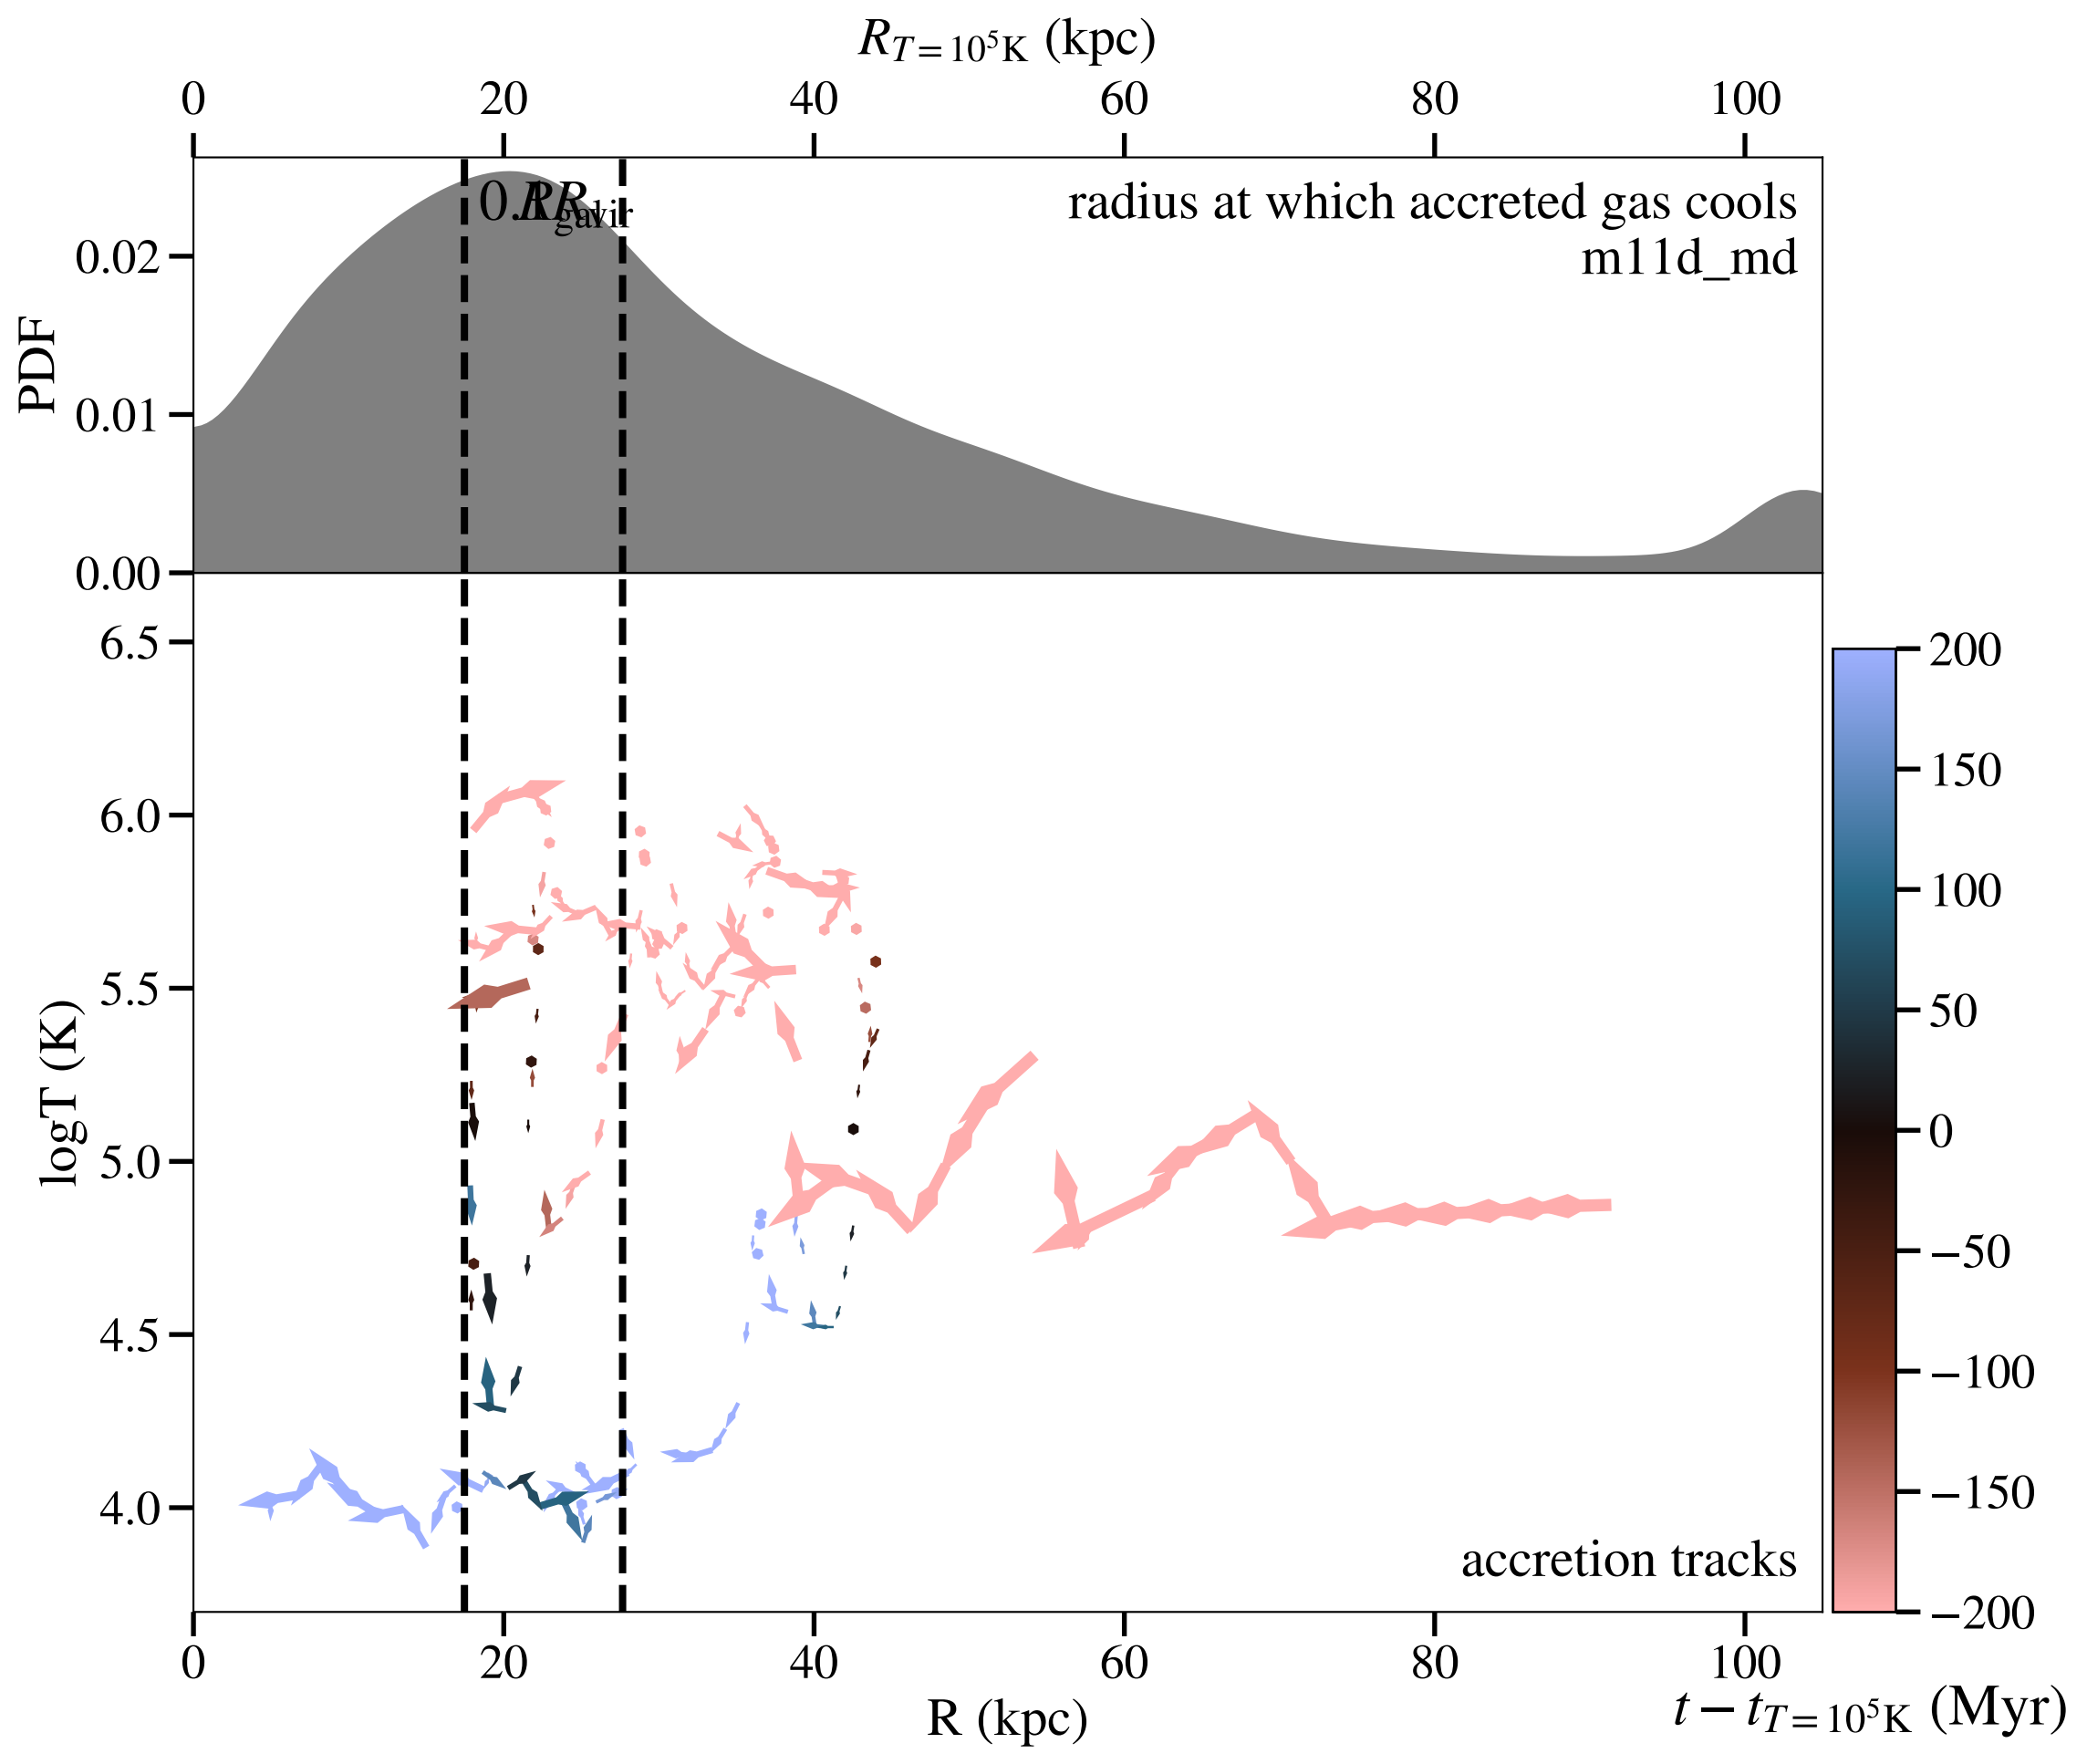 R_{T=10^5K} (kpc)
0 20 40 60 80 100
radius at which accreted gas cools
m11d_md
PDF
0.02
0.01
0.00
6.5
6.0
5.5
5.0
4.5
4.0
logT (K)
accretion tracks
200
150
100
50
0
−50
−100
−150
−200
0 20 40 60 80 100
R (kpc)
t − t_{T=10^5K} (Myr)